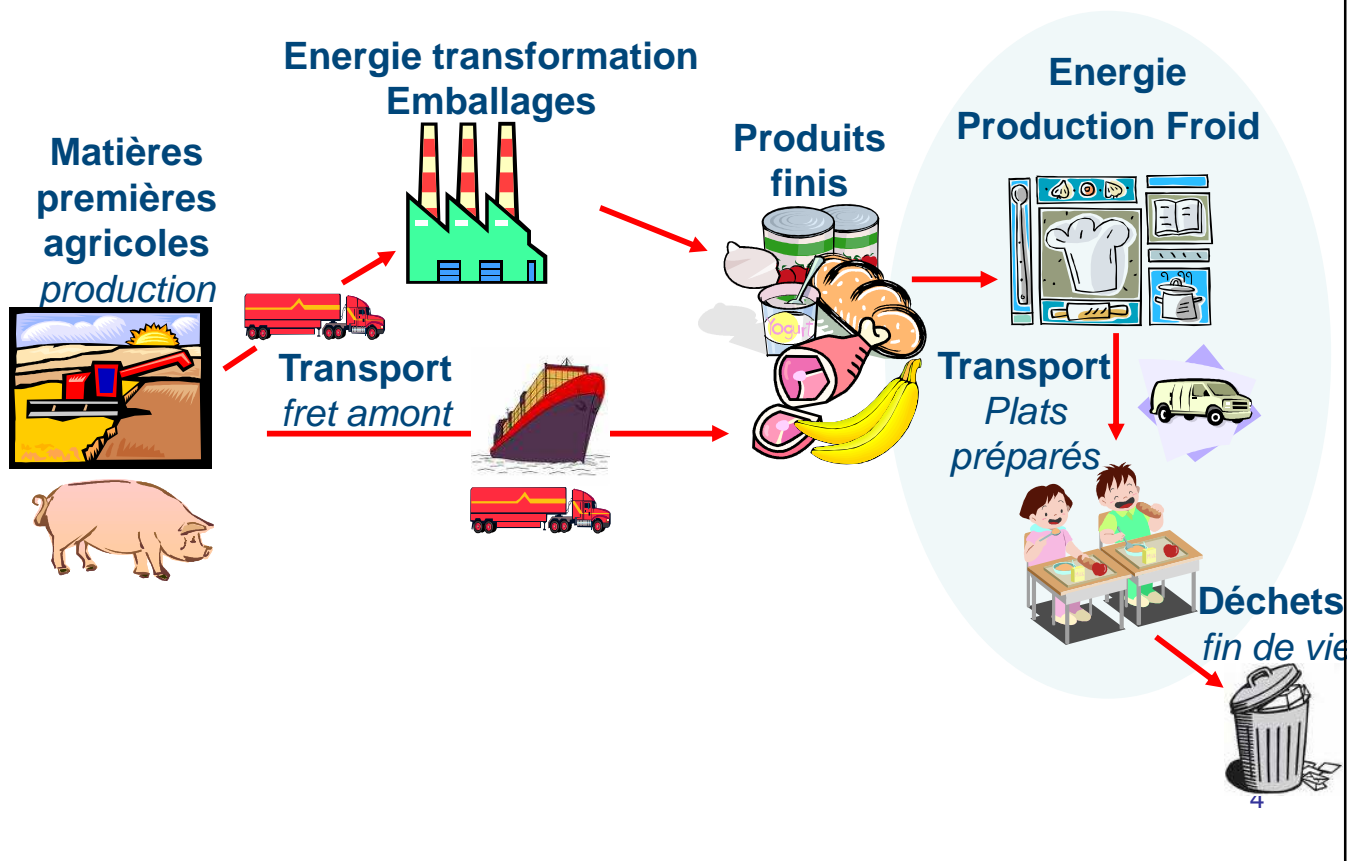 Energie transformation
Emballages
Matières
premières
agricoles
production
Transport
fret amont
Produits
finis
Yogurt
Energie
Production Froid
Transport
Plats
préparés
Déchets
fin de vie
4